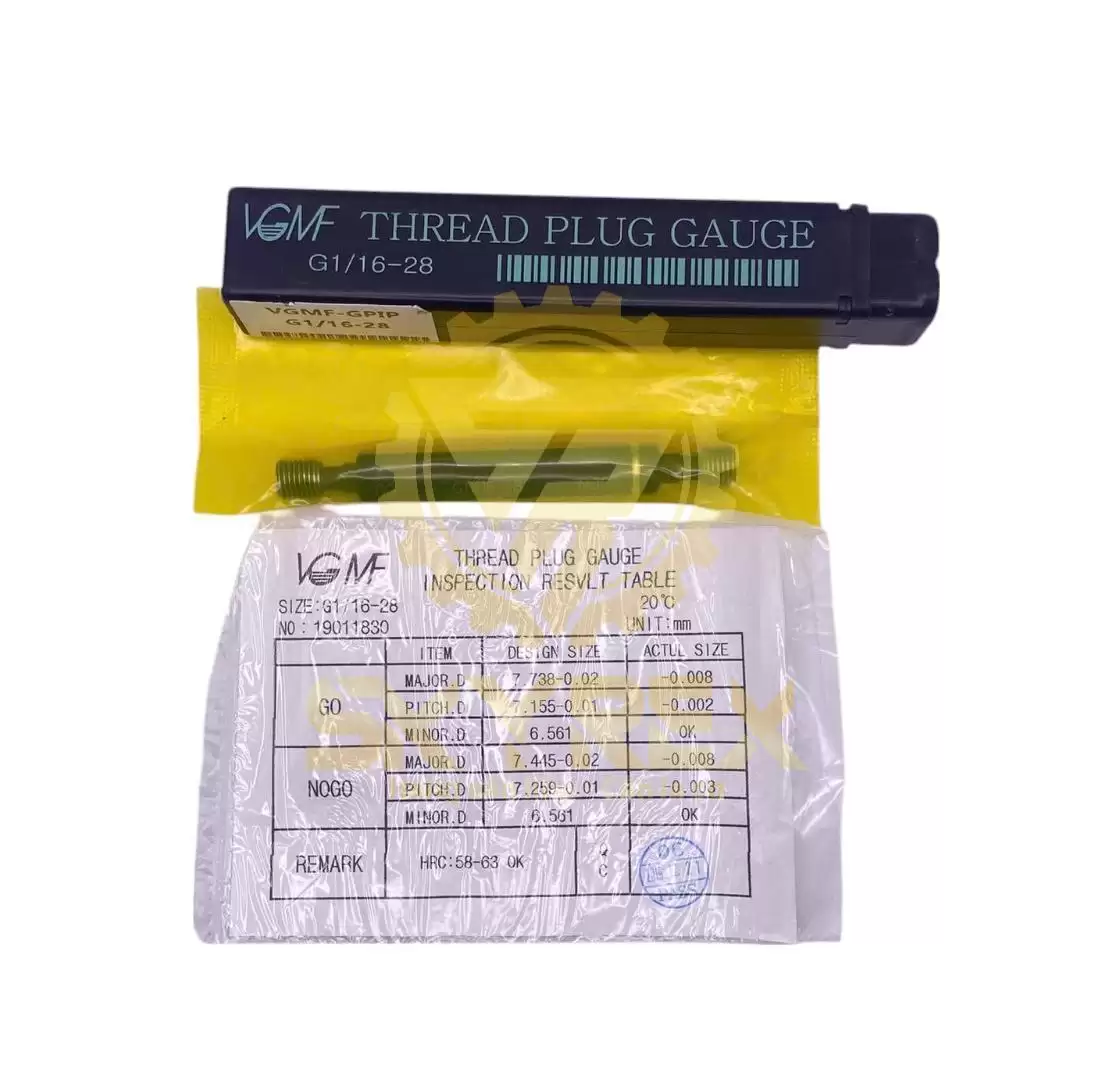 VGMF THREAD PLUG GAUGE
G1/16-28
VGMF-GPIP
G1/16-28
VGMF
THREAD PLUG GAUGE
INSPECTION RESVLT TABLE
SIZE:G1/16-28 20℃
NO:19011830 UNIT:mm
ITEM DESIGN SIZE ACTUL SIZE
GO
MAJOR.D 7.738-0.02 -0.008
PITCH.D 7.155-0.01 -0.002
MINOR.D 6.561 OK
NOGO
MAJOR.D 7.445-0.02 -0.008
PITCH.D 7.259-0.01 -0.003
MINOR.D 6.561 OK
REMARK HRC:58-63 OK QC
PASS